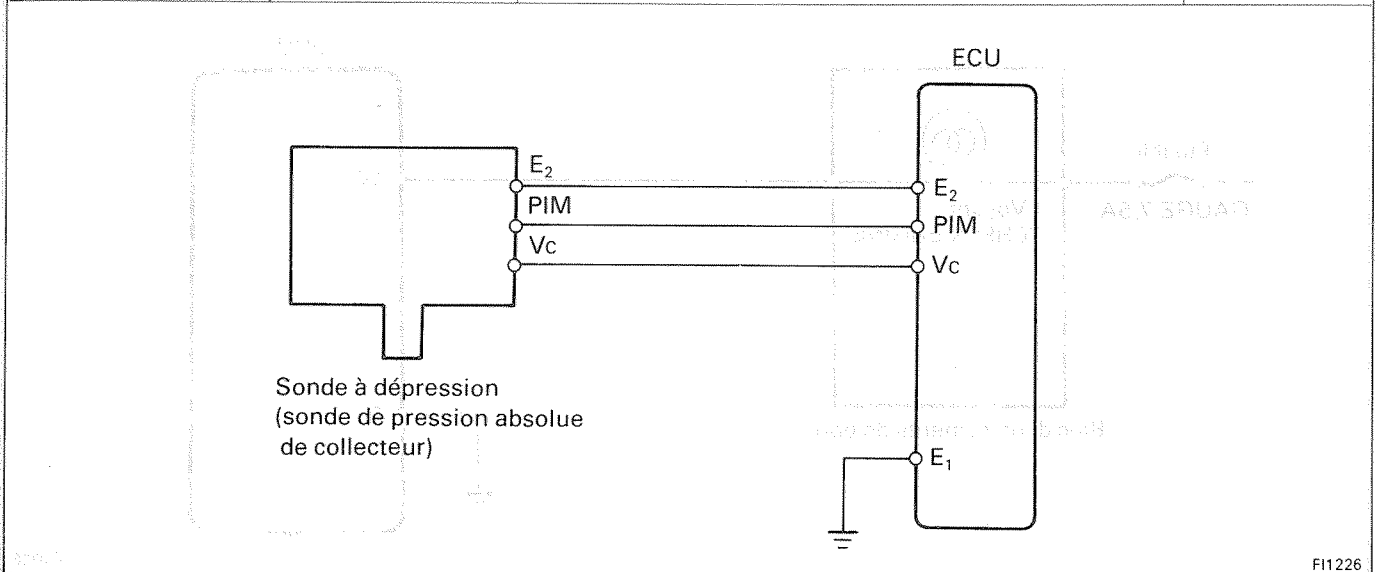 ECU
E₂
PIM
Vc
E₂
PIM
Vc
Sonde à dépression
(sonde de pression absolue
de collecteur)
E₁
FI1226